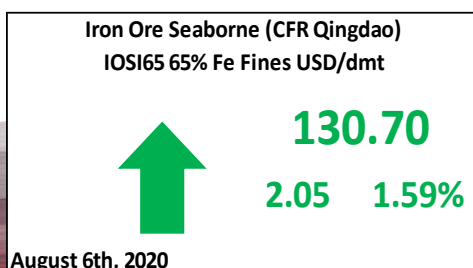 Iron Ore Seaborne (CFR Qingdao)
IOSI65 65% Fe Fines USD/dmt
130.70
2.05 1.59%
August 6th, 2020